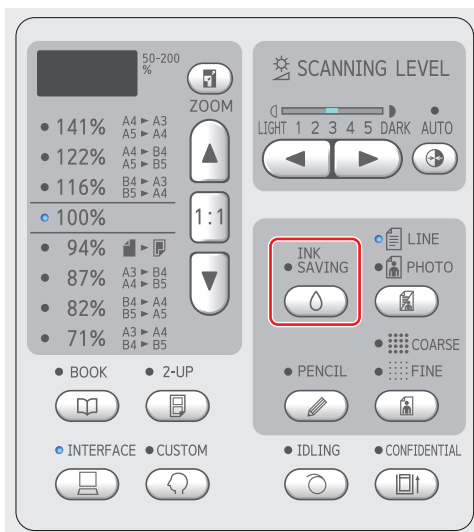 50-200
%
ZOOM
141% A4 ► A3
A5 ► A4
122% A4 ► B4
A5 ► B5
116% B4 ► A3
B5 ► A4
100%
1:1
94%
87% A3 ► B4
A4 ► B5
82% B4 ► A4
B5 ► A5
71% A3 ► A4
B4 ► B5
BOOK
2-UP
INTERFACE
CUSTOM
SCANNING LEVEL
LIGHT 1 2 3 4 5 DARK AUTO
INK
SAVING
LINE
PHOTO
COARSE
FINE
PENCIL
IDLING
CONFIDENTIAL